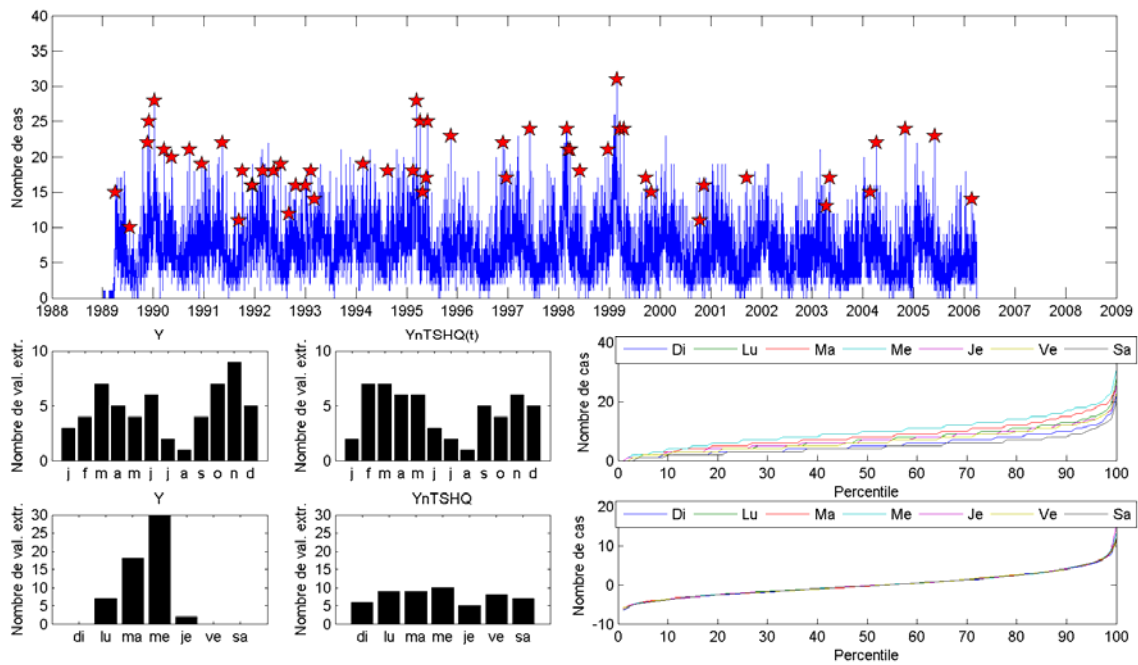 40
35
30
25
20
15
10
5
0
Nombre de cas
1988 1989 1990 1991 1992 1993 1994 1995 1996 1997 1998 1999 2000 2001 2002 2003 2004 2005 2006 2007 2008 2009
Y
10
5
0
Nombre de val. extr.
j f m a m j j a s o n d
YnTSHQ(t)
10
5
0
Nombre de val. extr.
j f m a m j j a s o n d
Di Lu Ma Me Je Ve Sa
40
20
0
Nombre de cas
0 10 20 30 40 50 60 70 80 90 100
Percentile
Y
30
25
20
15
10
5
0
Nombre de val. extr.
di lu ma me je ve sa
YnTSHQ
30
25
20
15
10
5
0
Nombre de val. extr.
di lu ma me je ve sa
Di Lu Ma Me Je Ve Sa
20
10
0
-10
Nombre de cas
0 10 20 30 40 50 60 70 80 90 100
Percentile